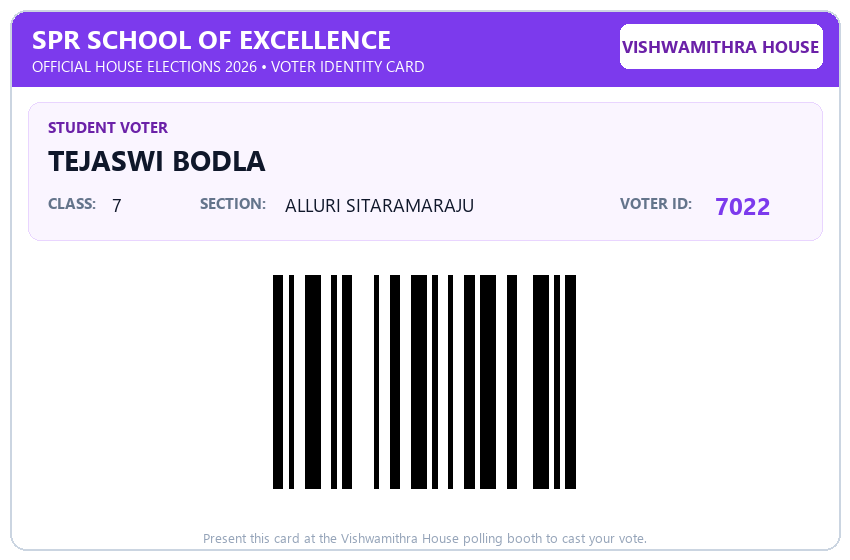 SPR SCHOOL OF EXCELLENCE
OFFICIAL HOUSE ELECTIONS 2026 • VOTER IDENTITY CARD
VISHWAMITHRA HOUSE
STUDENT VOTER
TEJASWI BODLA
CLASS: 7 SECTION: ALLURI SITARAMARAJU VOTER ID: 7022
Present this card at the Vishwamithra House polling booth to cast your vote.